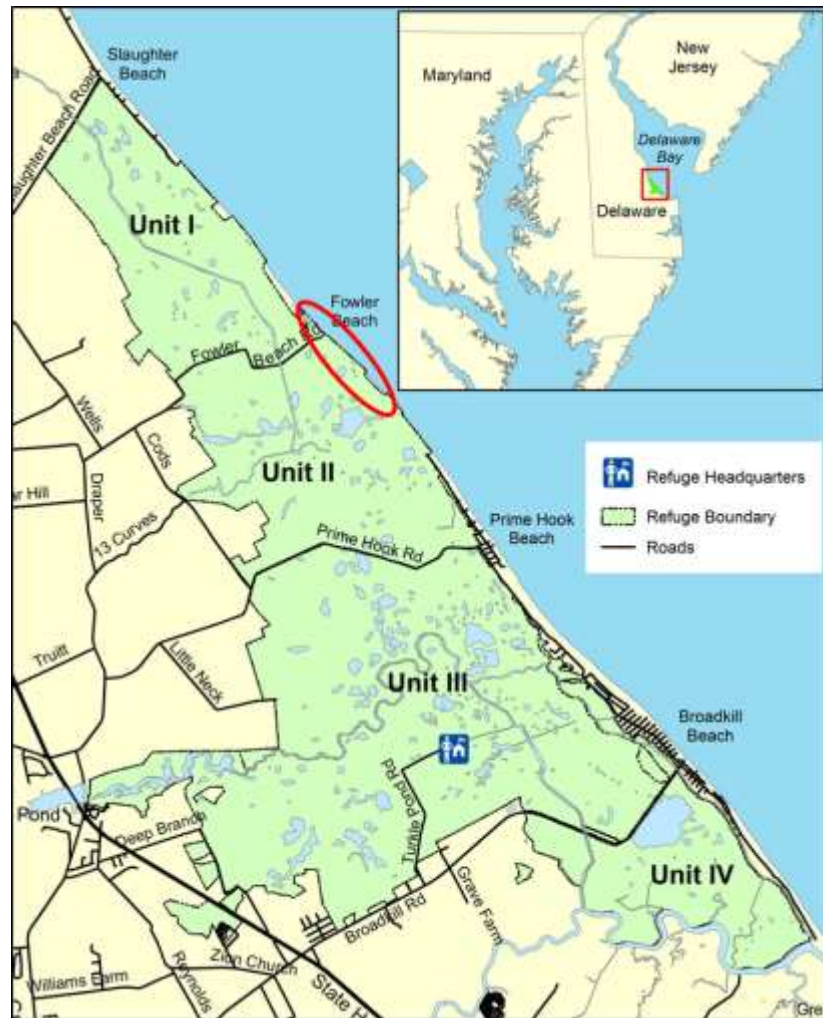 Slaughter
Beach
Maryland
New
Jersey
Delaware
Bay
Delaware
Slaughter Beach Road
Unit I
Fowler
Beach
Fowler Beach Rd
Wells
Cods
Draper
ar Hill
13 Curves
Unit II
Refuge Headquarters
Refuge Boundary
Roads
Prime Hook
Beach
Prime Hook Rd
Truitt
Little Neck
Unit III
Broadkill
Beach
Turkle Pond Rd
Pond
Deep Branch
Unit IV
Grave Farm
Broadkill Rd
Zion Church
Williams Farm
Reynolds
State H
Gre